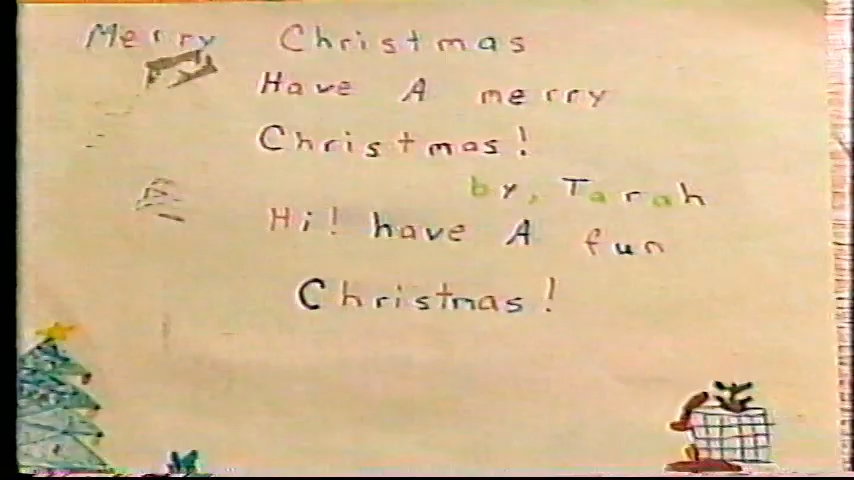 Merry Christmas
Have A merry
Christmas!
by, Tarah
Hi! have A fun
Christmas!